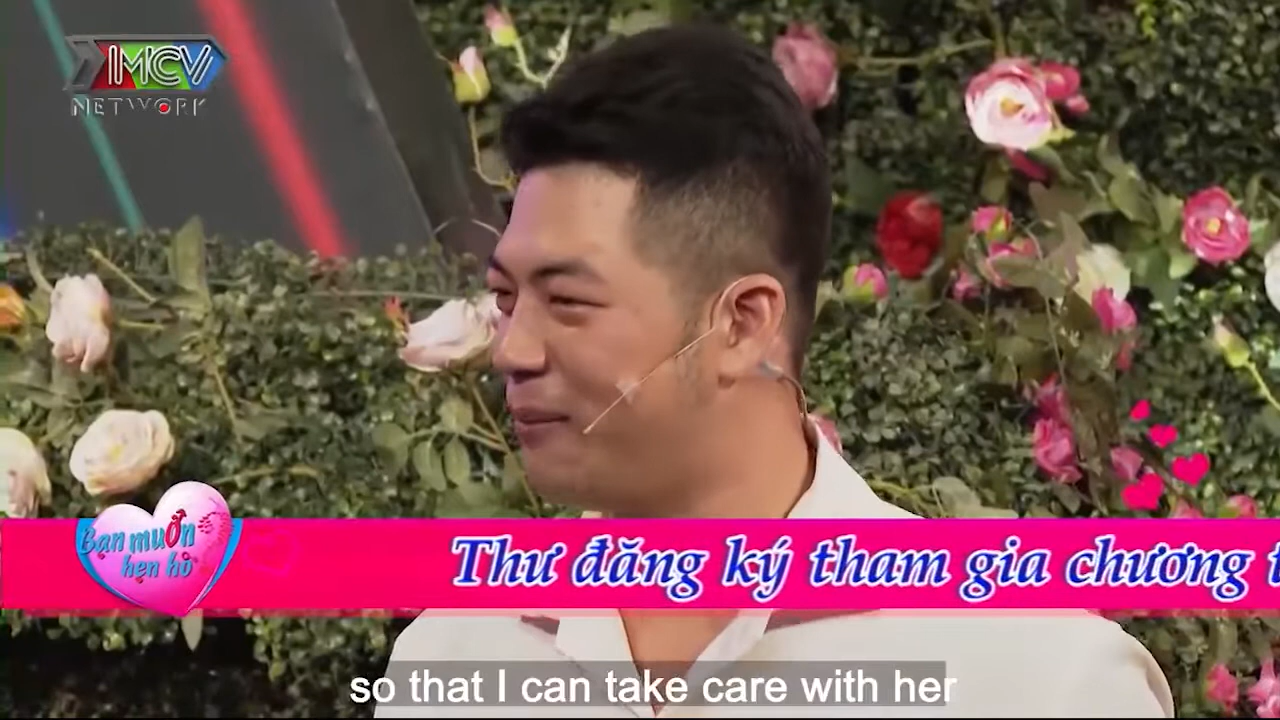 MCV
NETWORK
Bạn muốn
hẹn hò
Thư đăng ký tham gia chương
so that I can take care with her